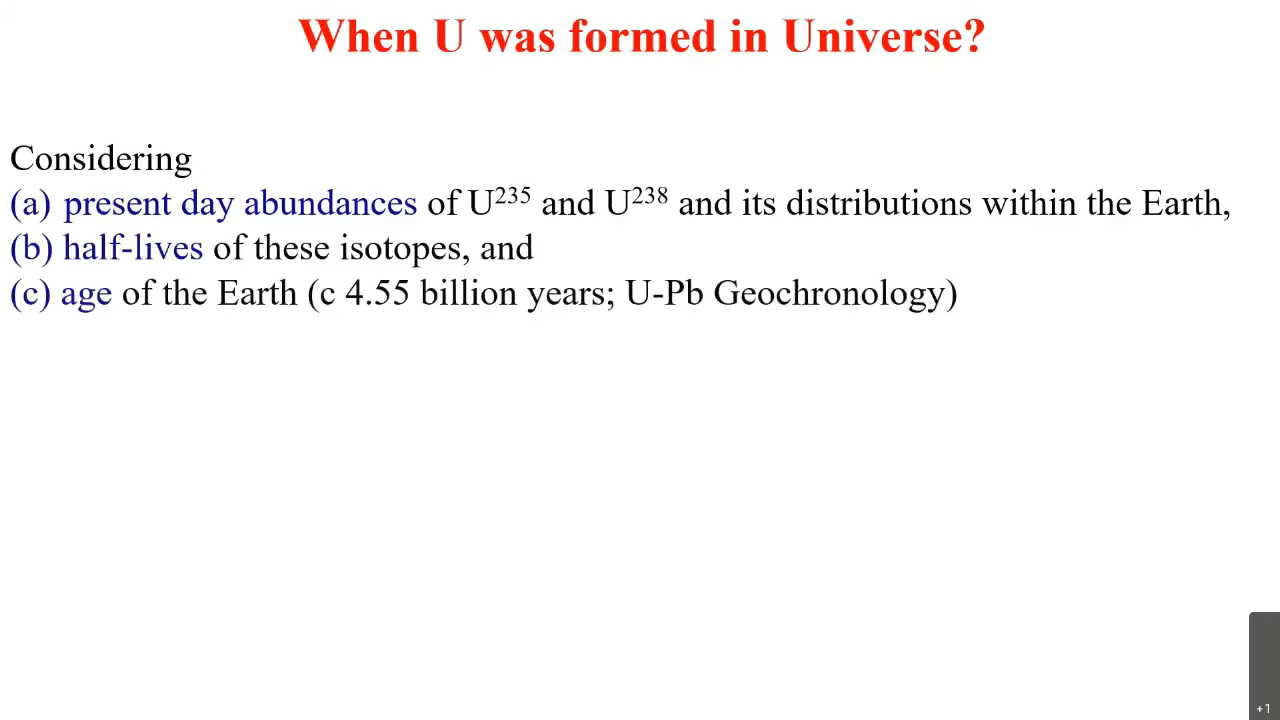 When U was formed in Universe?
Considering
(a) present day abundances of U²³⁵ and U²³⁸ and its distributions within the Earth,
(b) half-lives of these isotopes, and
(c) age of the Earth (c 4.55 billion years; U-Pb Geochronology)
+1